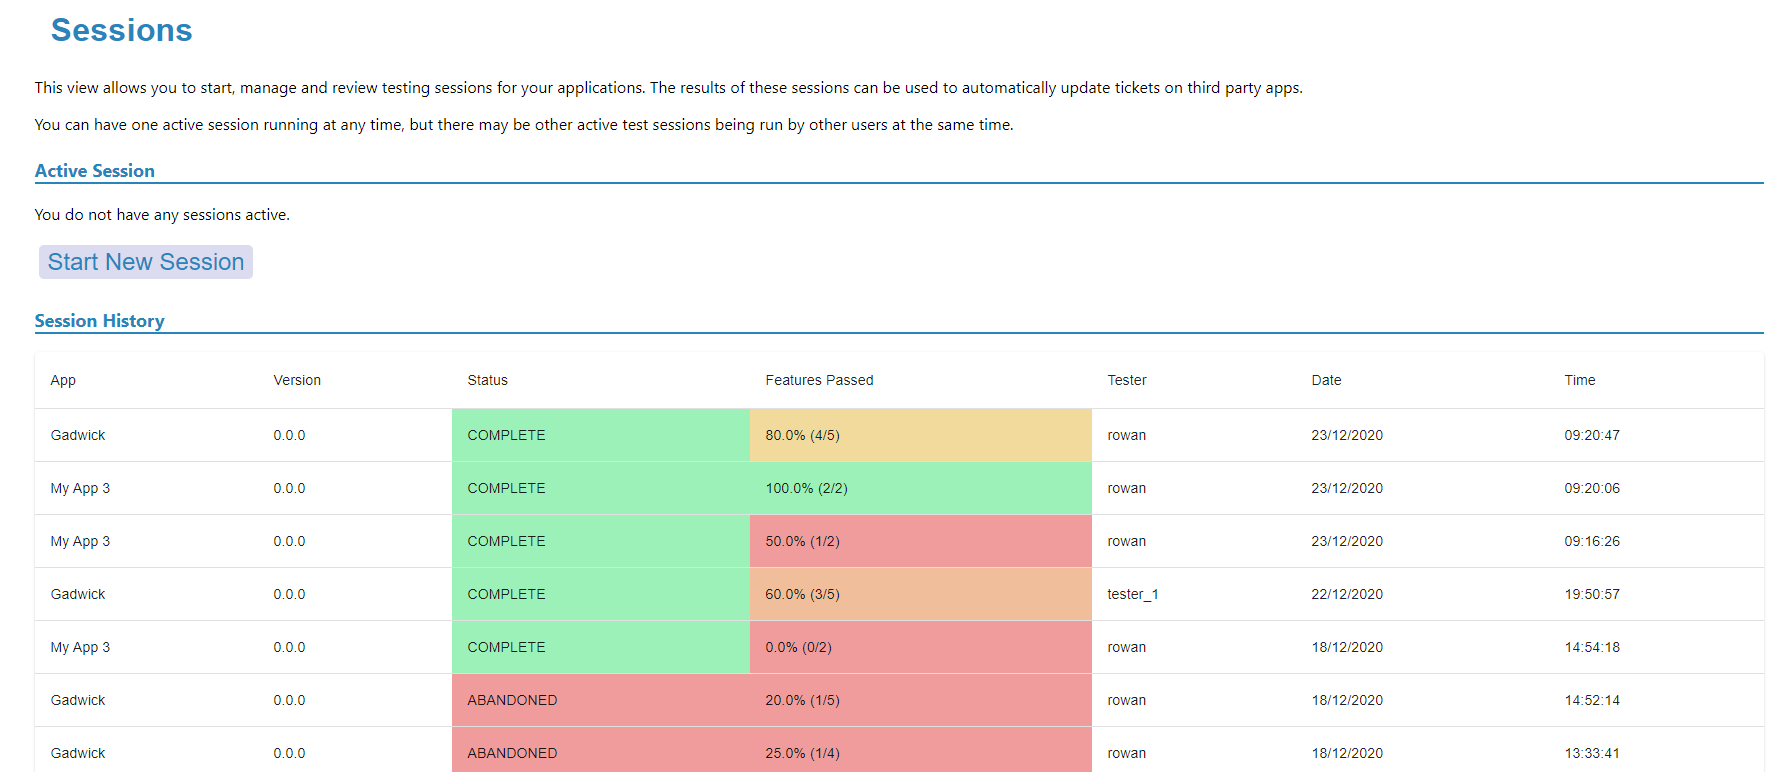 Sessions
This view allows you to start, manage and review testing sessions for your applications. The results of these sessions can be used to automatically update tickets on third party apps.
You can have one active session running at any time, but there may be other active test sessions being run by other users at the same time.
Active Session
You do not have any sessions active.
Start New Session
Session History
App Version Status Features Passed Tester Date Time
Gadwick 0.0.0 COMPLETE 80.0% (4/5) rowan 23/12/2020 09:20:47
My App 3 0.0.0 COMPLETE 100.0% (2/2) rowan 23/12/2020 09:20:06
My App 3 0.0.0 COMPLETE 50.0% (1/2) rowan 23/12/2020 09:16:26
Gadwick 0.0.0 COMPLETE 60.0% (3/5) tester_1 22/12/2020 19:50:57
My App 3 0.0.0 COMPLETE 0.0% (0/2) rowan 18/12/2020 14:54:18
Gadwick 0.0.0 ABANDONED 20.0% (1/5) rowan 18/12/2020 14:52:14
Gadwick 0.0.0 ABANDONED 25.0% (1/4) rowan 18/12/2020 13:33:41